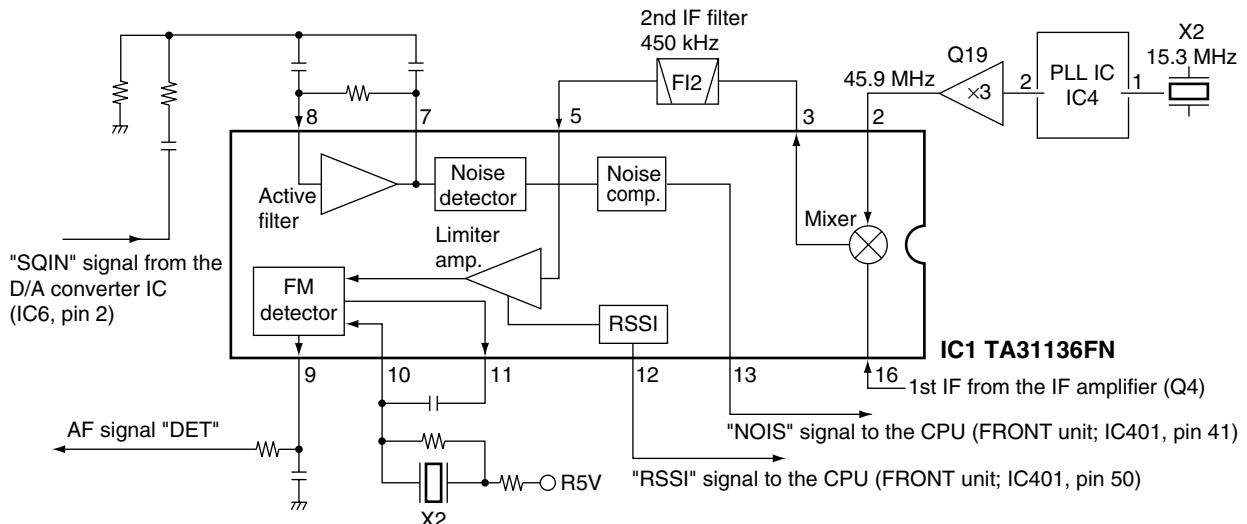 2nd IF filter
450 kHz
FI2
45.9 MHz
Q19
×3
2
PLL IC
IC4
1
X2
15.3 MHz
8
7
5
3
2
Active
filter
Noise
detector
Noise
comp.
Mixer
Limiter
amp.
"SQIN" signal from the
D/A converter IC
(IC6, pin 2)
FM
detector
RSSI
IC1 TA31136FN
9
10
11
12
13
16
1st IF from the IF amplifier (Q4)
AF signal "DET"
"NOIS" signal to the CPU (FRONT unit; IC401, pin 41)
"RSSI" signal to the CPU (FRONT unit; IC401, pin 50)
R5V
X2